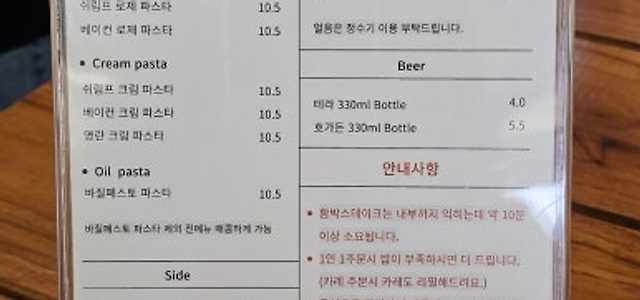 쉬림프 로제 파스타 10.5
베이컨 로제 파스타 10.5
• Cream pasta
쉬림프 크림 파스타 10.5
베이컨 크림 파스타 10.5
명란 크림 파스타 10.5
• Oil pasta
바질페스토 파스타 10.5
바질페스토 파스타 제외 전메뉴 매콤하게 가능
Side
얼음은 정수기 이용 부탁드립니다.
Beer
테라 330ml Bottle 4.0
호가든 330ml Bottle 5.5
안내사항
• 함박스테이크는 내부까지 익히는데 약 10분
이상 소요됩니다.
• 1인 1주문시 밥이 부족하시면 더 드립니다.
(카레 주문시 카레도 리필해드려요.)